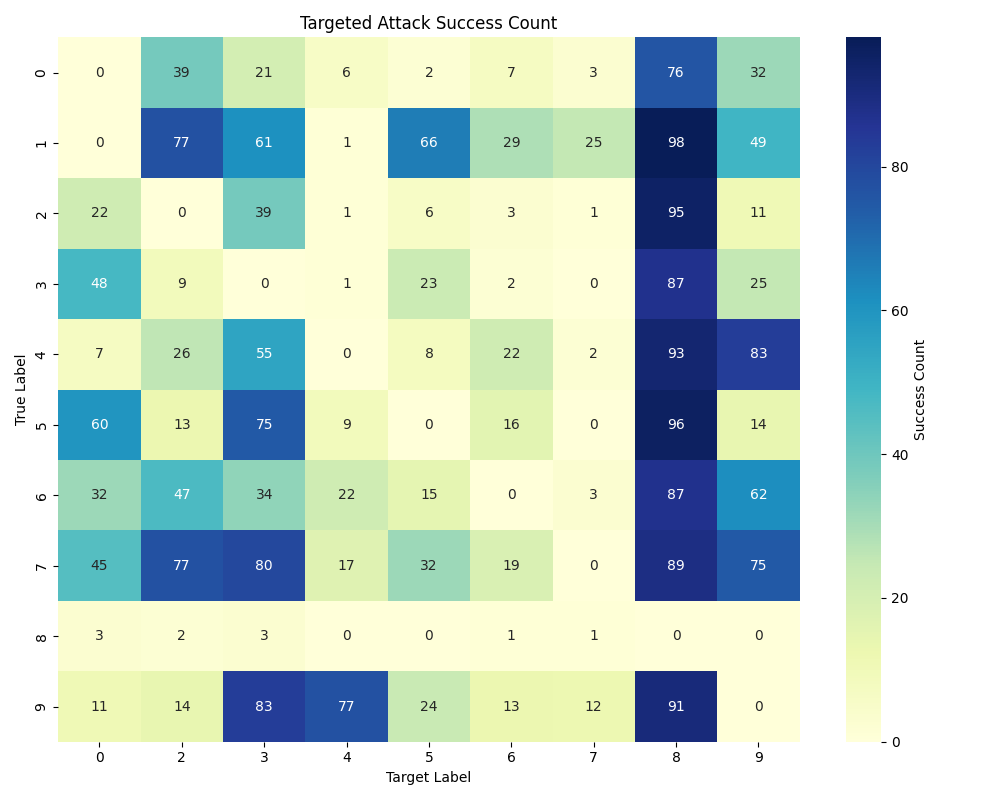 Targeted Attack Success Count
True Label
0 0 39 21 6 2 7 3 76 32
1 0 77 61 1 66 29 25 98 49
2 22 0 39 1 6 3 1 95 11
3 48 9 0 1 23 2 0 87 25
4 7 26 55 0 8 22 2 93 83
5 60 13 75 9 0 16 0 96 14
6 32 47 34 22 15 0 3 87 62
7 45 77 80 17 32 19 0 89 75
8 3 2 3 0 0 1 1 0 0
9 11 14 83 77 24 13 12 91 0
0 2 3 4 5 6 7 8 9
Target Label
80
60
40
20
0
Success Count